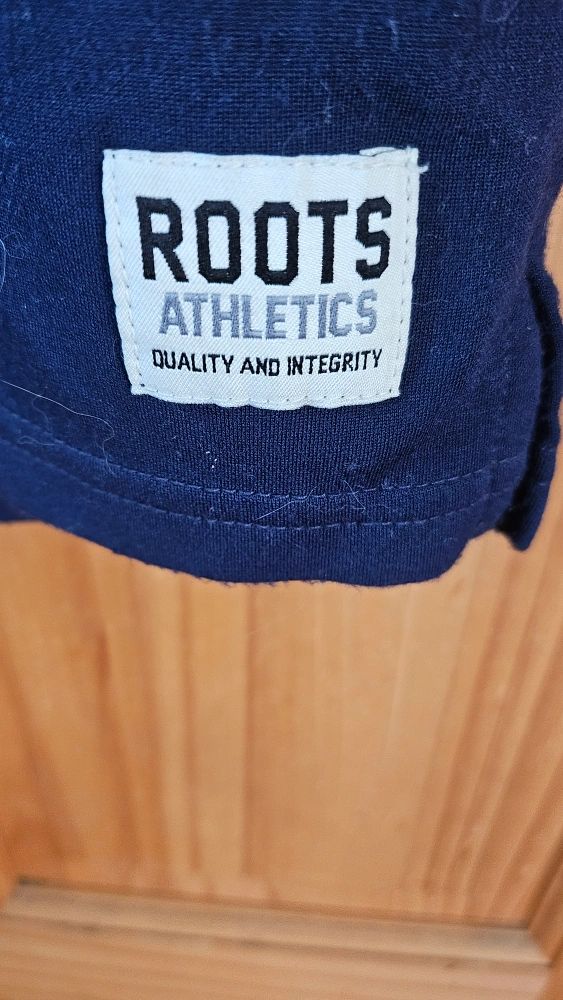 ROOTS
ATHLETICS
QUALITY AND INTEGRITY